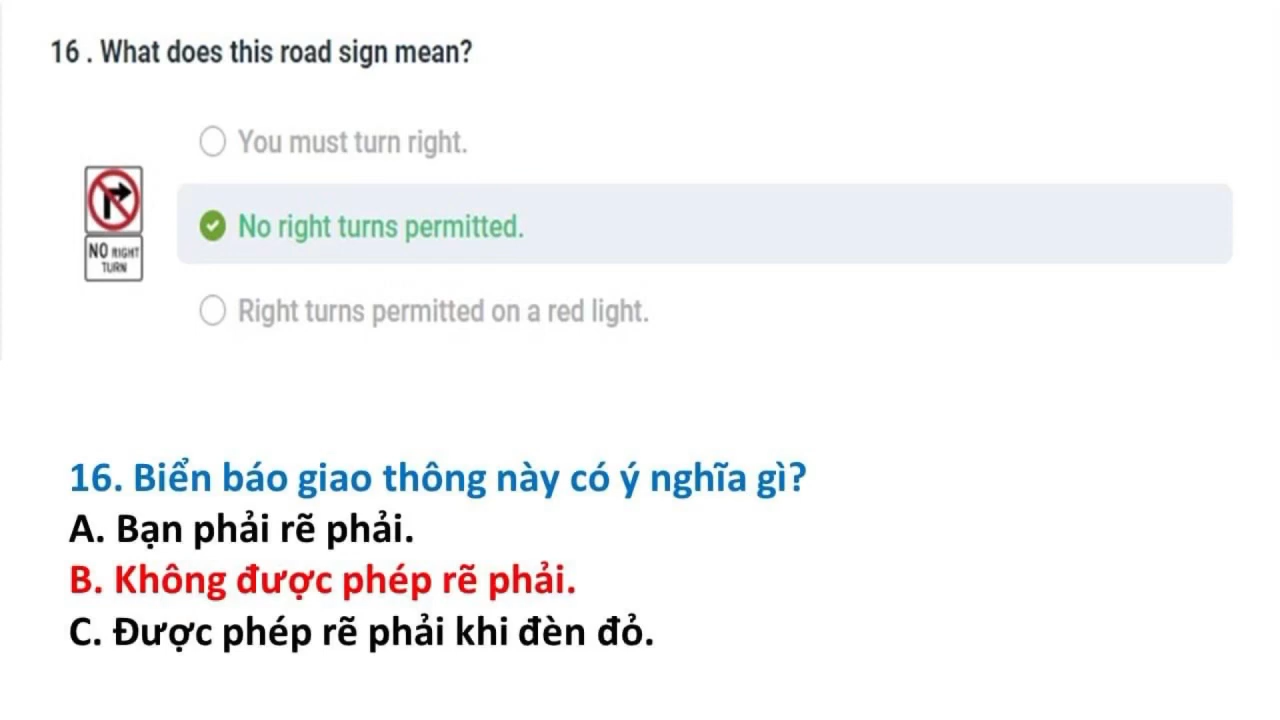 16 . What does this road sign mean?
You must turn right.
No right turns permitted.
NO RIGHT
TURN
Right turns permitted on a red light.
16. Biển báo giao thông này có ý nghĩa gì?
A. Bạn phải rẽ phải.
B. Không được phép rẽ phải.
C. Được phép rẽ phải khi đèn đỏ.